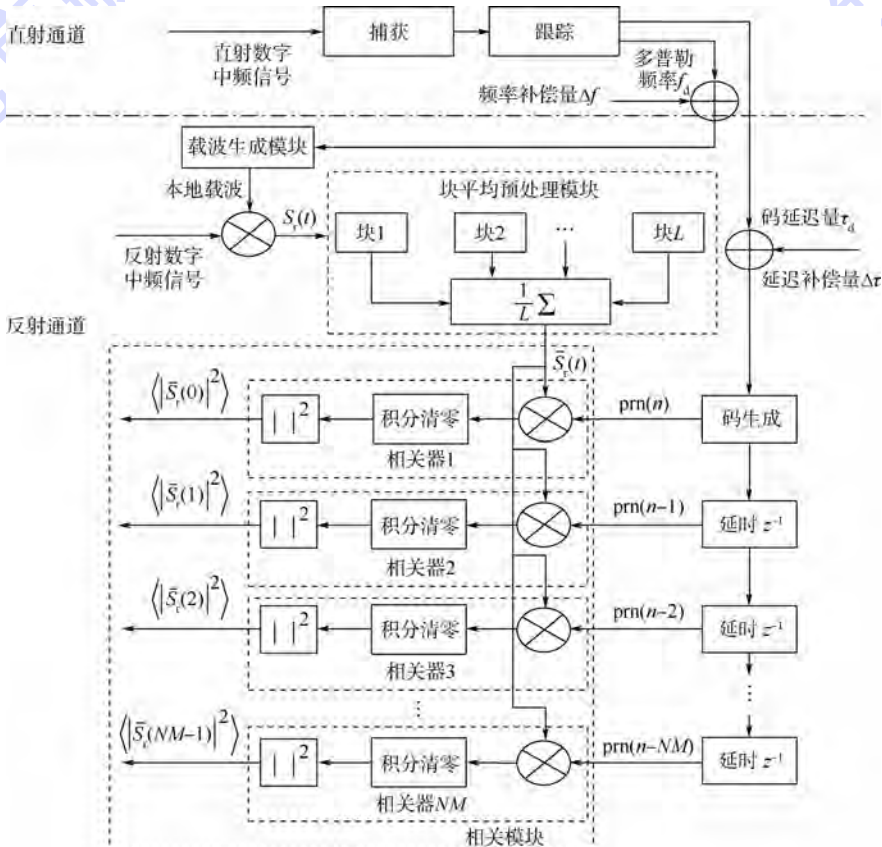 直射通道
捕获
跟踪
直射数字
中频信号
多普勒
频率f_d
频率补偿量Δf
载波生成模块
本地载波
块平均预处理模块
S_r(t)
块1
块2
…
块L
码延迟量τ_d
反射数字
中频信号
延迟补偿量Δτ
1/L Σ
反射通道
S̄_r(t)
⟨|S̄_r(0)|²⟩
| |²
积分清零
prn(n)
码生成
相关器1
⟨|S̄_r(1)|²⟩
| |²
积分清零
prn(n−1)
延时 z⁻¹
相关器2
⟨|S̄_r(2)|²⟩
| |²
积分清零
prn(n−2)
延时 z⁻¹
相关器3
⋮
⋮
⟨|S̄_r(NM−1)|²⟩
| |²
积分清零
prn(n−NM)
延时 z⁻¹
相关器NM
相关模块